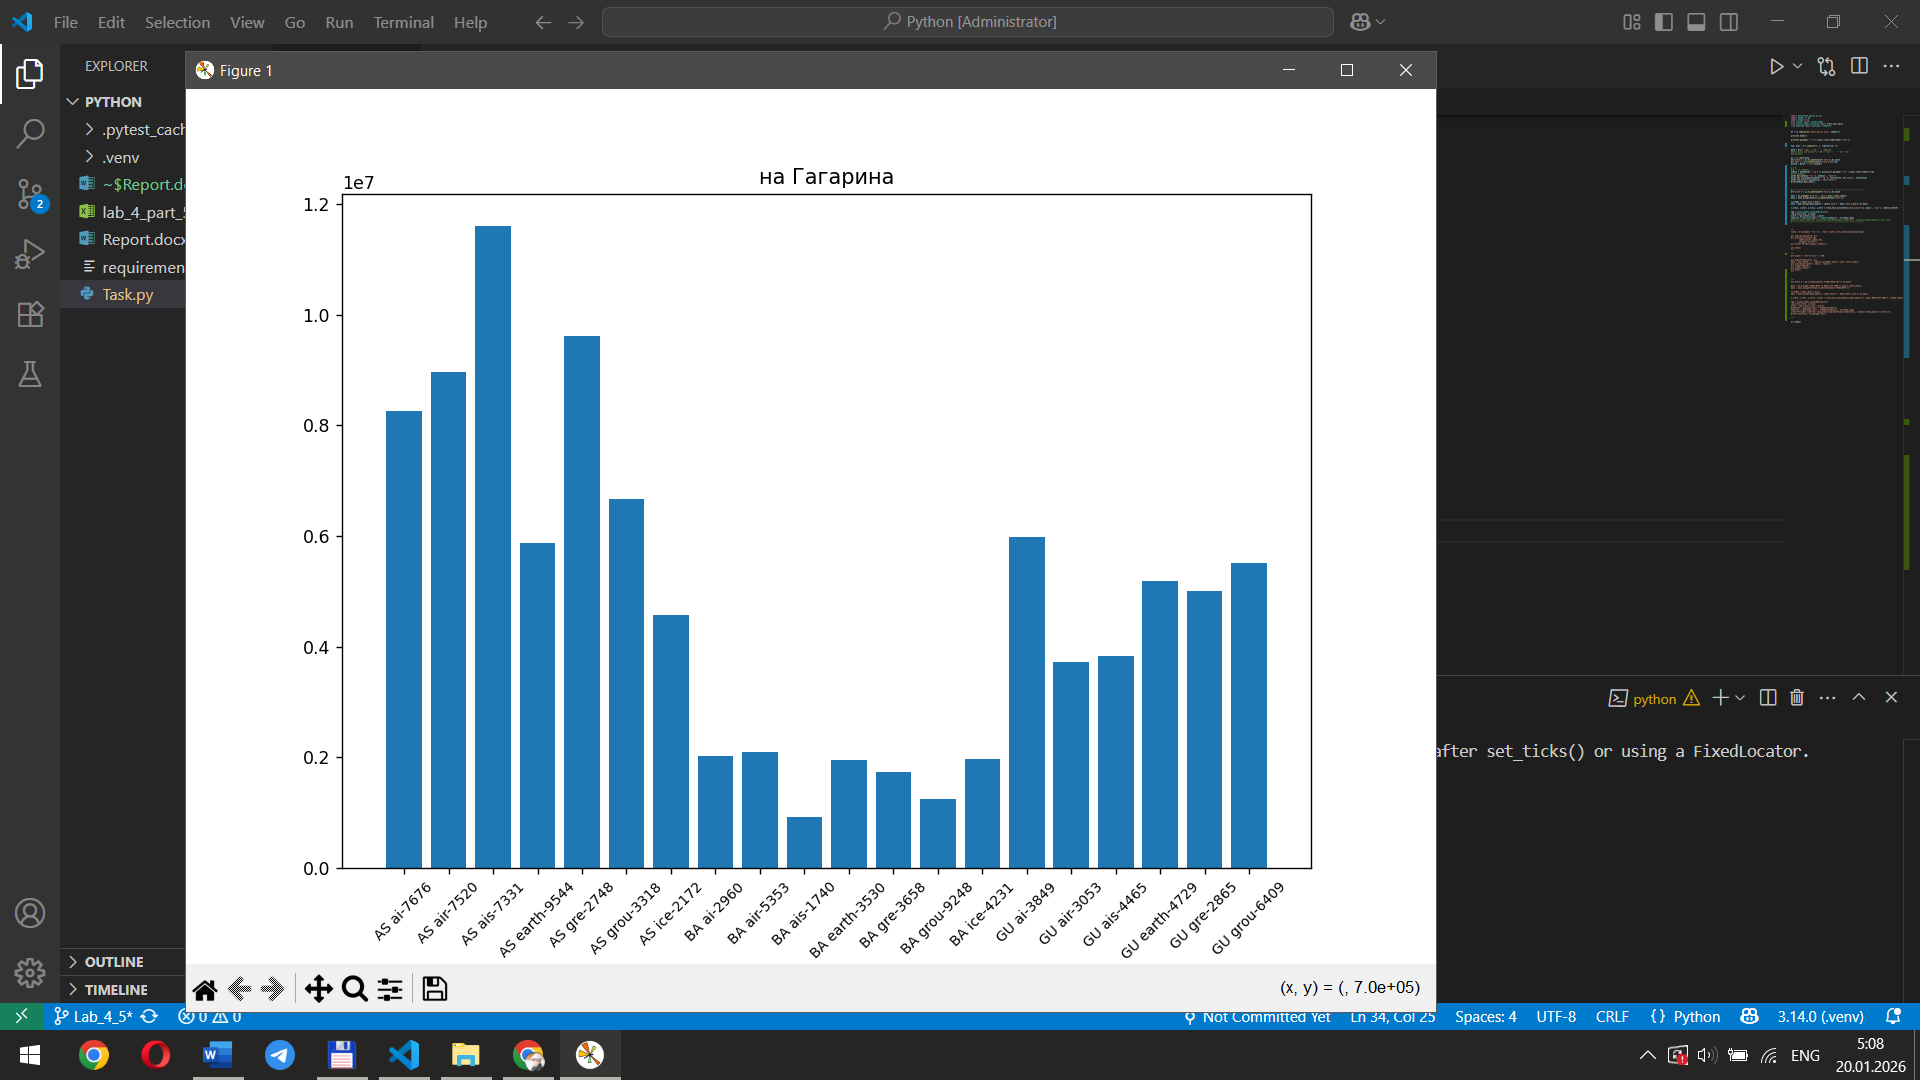 File Edit Selection View Go Run Terminal Help
Python [Administrator]
EXPLORER
PYTHON
.pytest_cach
.venv
~$Report.d
lab_4_part_5
Report.docx
requiremen
Task.py
OUTLINE
TIMELINE
Figure 1
на Гагарина
1e7
1.2
1.0
0.8
0.6
0.4
0.2
0.0
AS ai-7676
AS air-7520
AS ais-7331
AS earth-9544
AS gre-2748
AS grou-3318
AS ice-2172
BA ai-2960
BA air-5353
BA ais-1740
BA earth-3530
BA gre-3658
BA grou-9248
BA ice-4231
GU ai-3849
GU air-3053
GU ais-4465
GU earth-4729
GU gre-2865
GU grou-6409
(x, y) = (, 7.0e+05)
python
after set_ticks() or using a FixedLocator.
2
Lab_4_5* 0 0 Not Committed Yet Ln 34, Col 25 Spaces: 4 UTF-8 CRLF { } Python 3.14.0 (.venv)
ENG
5:08
20.01.2026